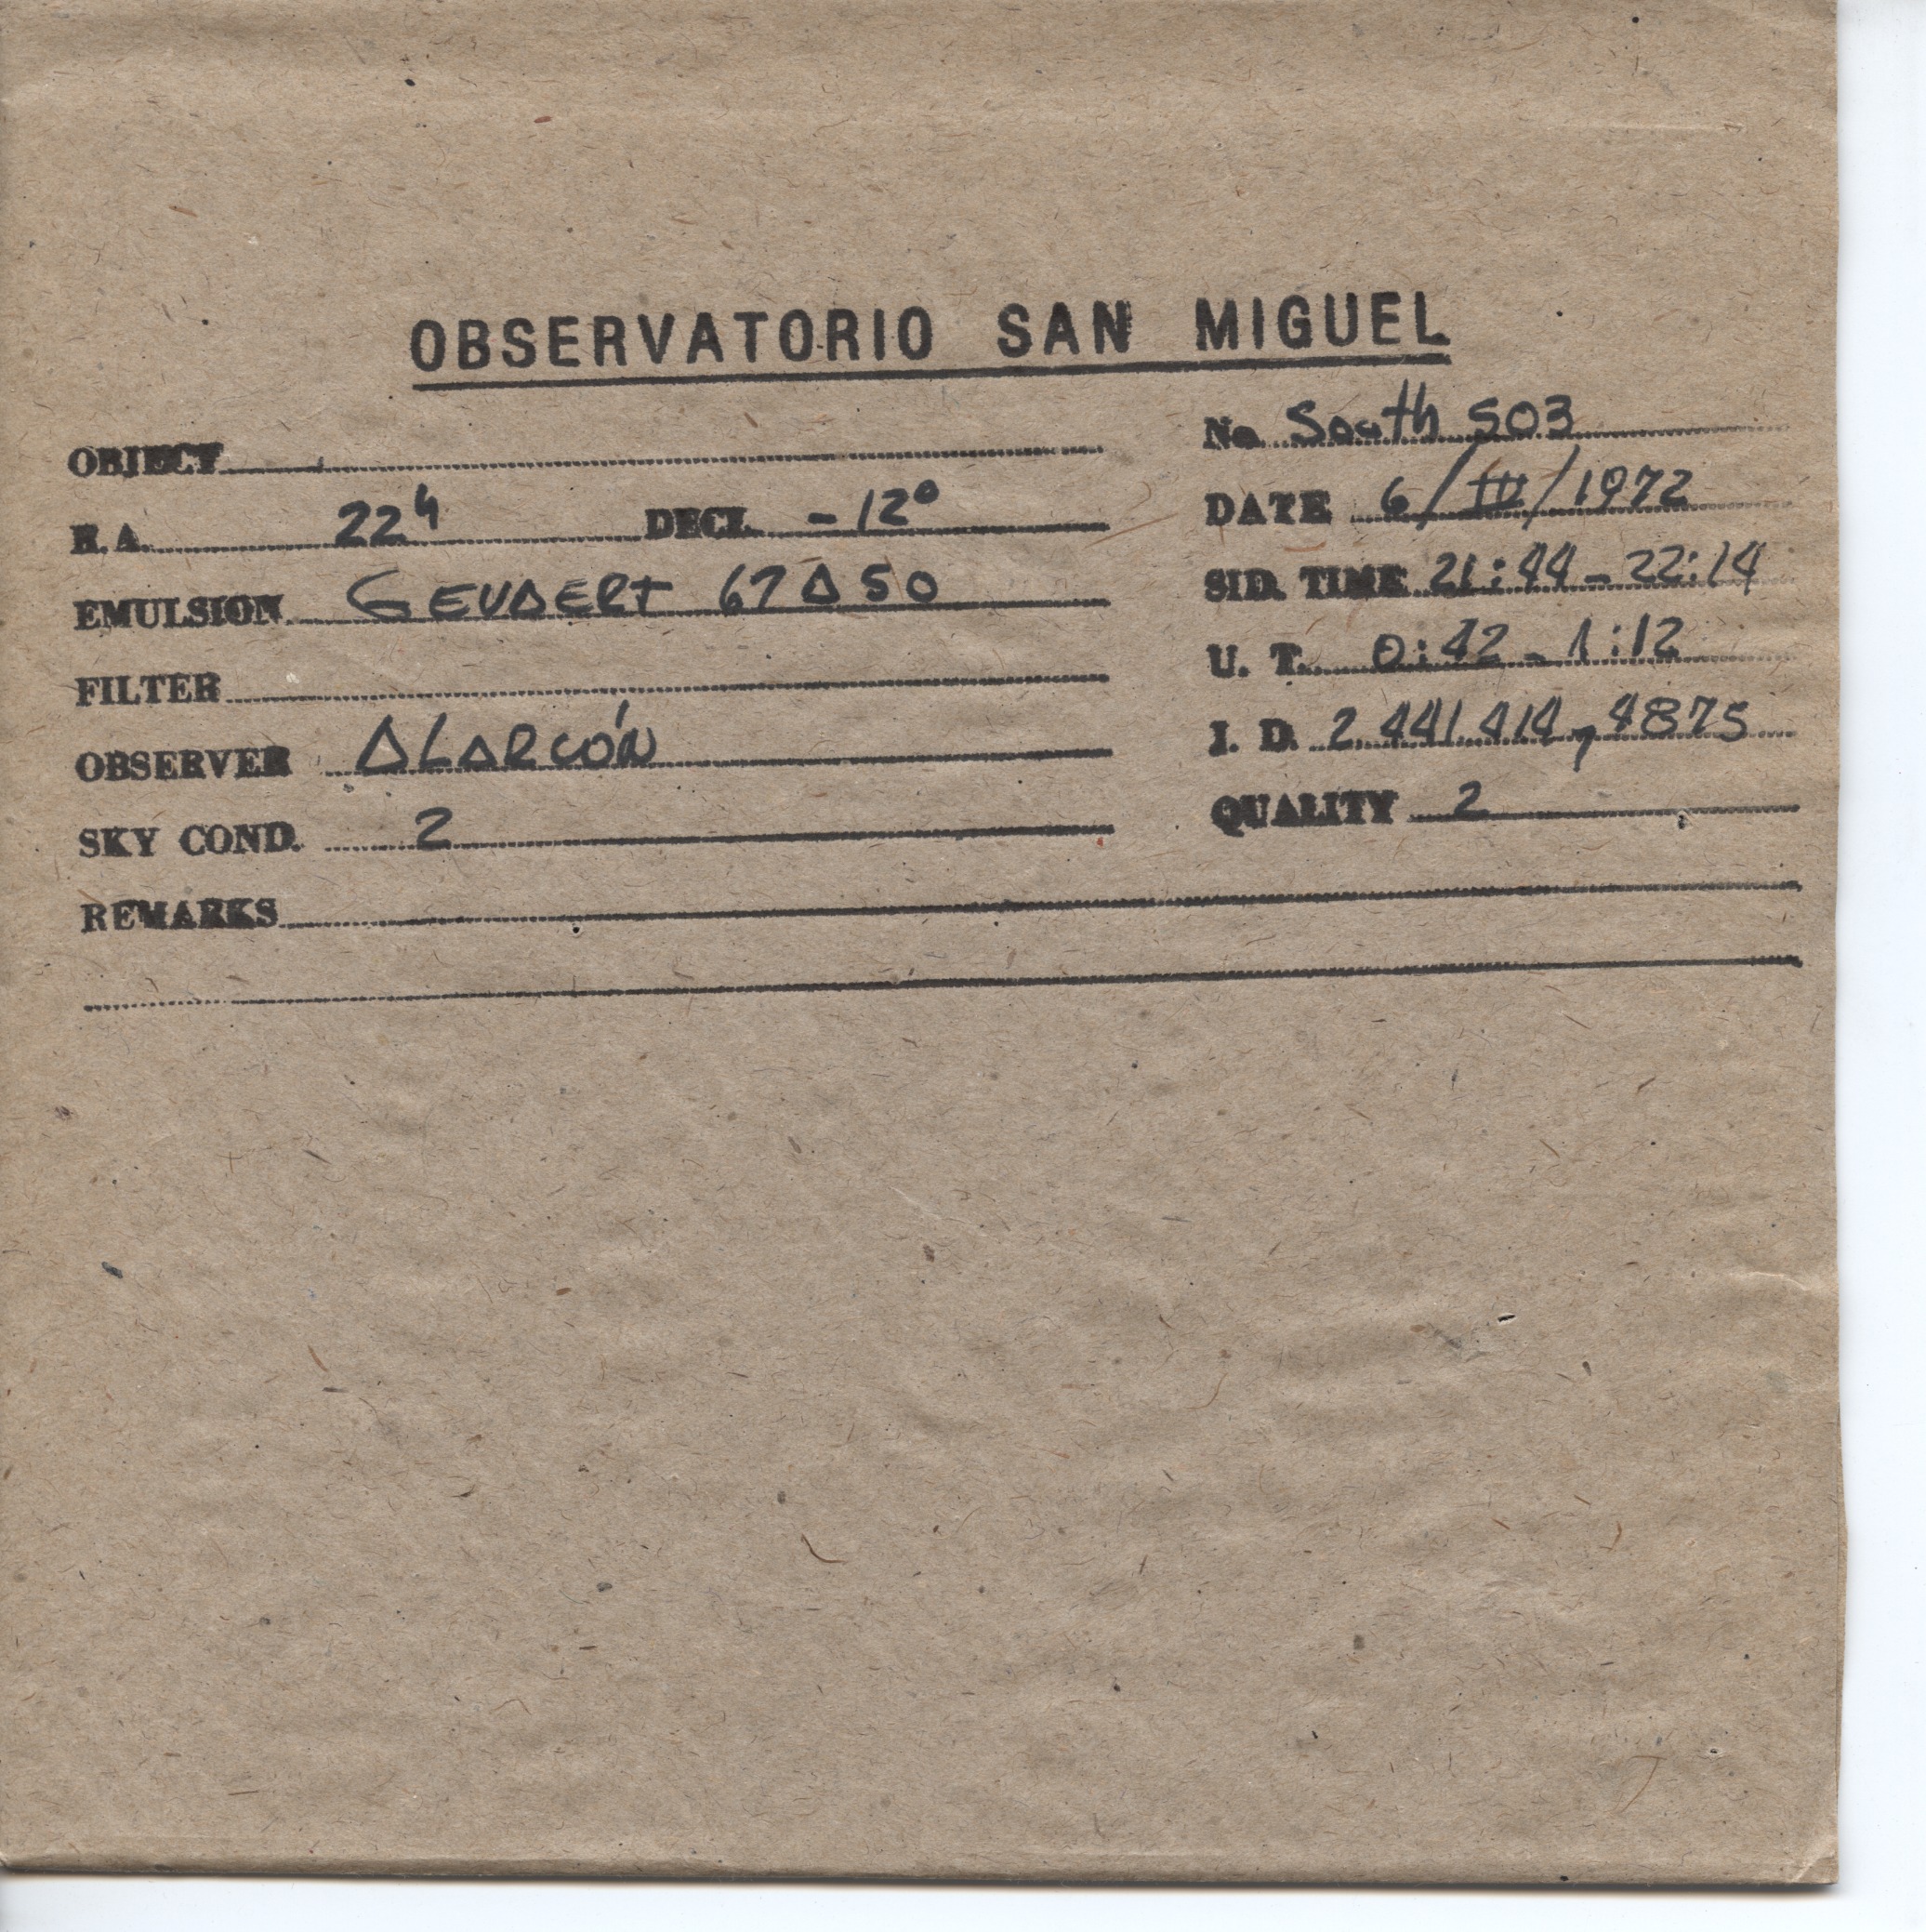 OBSERVATORIO SAN MIGUEL
OBJECT
No South 503
R.A. 22h DECL. -12°
DATE 6/III/1972
EMULSION GEVAERT 67A50
SID. TIME 21:44 - 22:14
FILTER
U. T. 0:42 - 1:12
OBSERVER ALARCÓN
J. D. 2.441.414,4875
SKY COND. 2
QUALITY 2
REMARKS